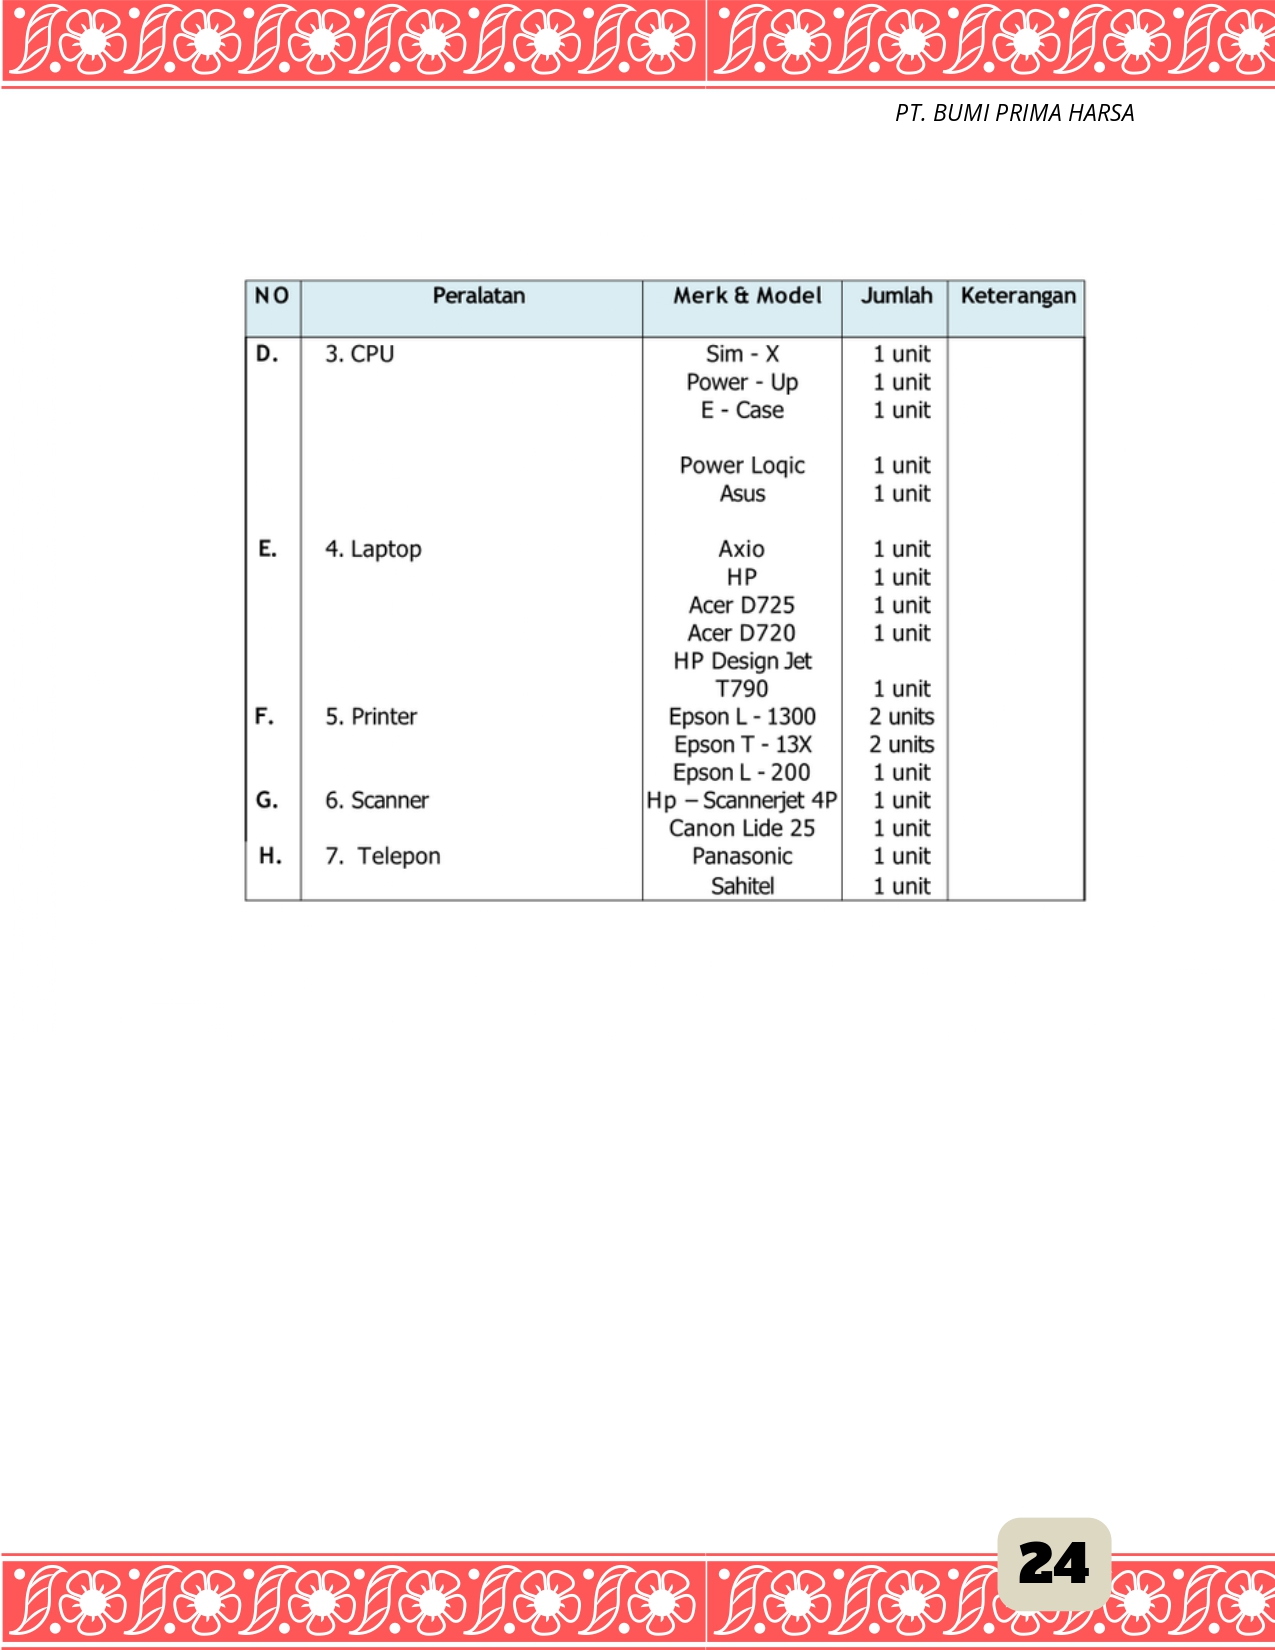 PT. BUMI PRIMA HARSA
NO Peralatan Merk & Model Jumlah Keterangan
D. 3. CPU Sim - X 1 unit
Power - Up 1 unit
E - Case 1 unit
Power Loqic 1 unit
Asus 1 unit
E. 4. Laptop Axio 1 unit
HP 1 unit
Acer D725 1 unit
Acer D720 1 unit
HP Design Jet
T790 1 unit
F. 5. Printer Epson L - 1300 2 units
Epson T - 13X 2 units
Epson L - 200 1 unit
G. 6. Scanner Hp – Scannerjet 4P 1 unit
Canon Lide 25 1 unit
H. 7. Telepon Panasonic 1 unit
Sahitel 1 unit
24